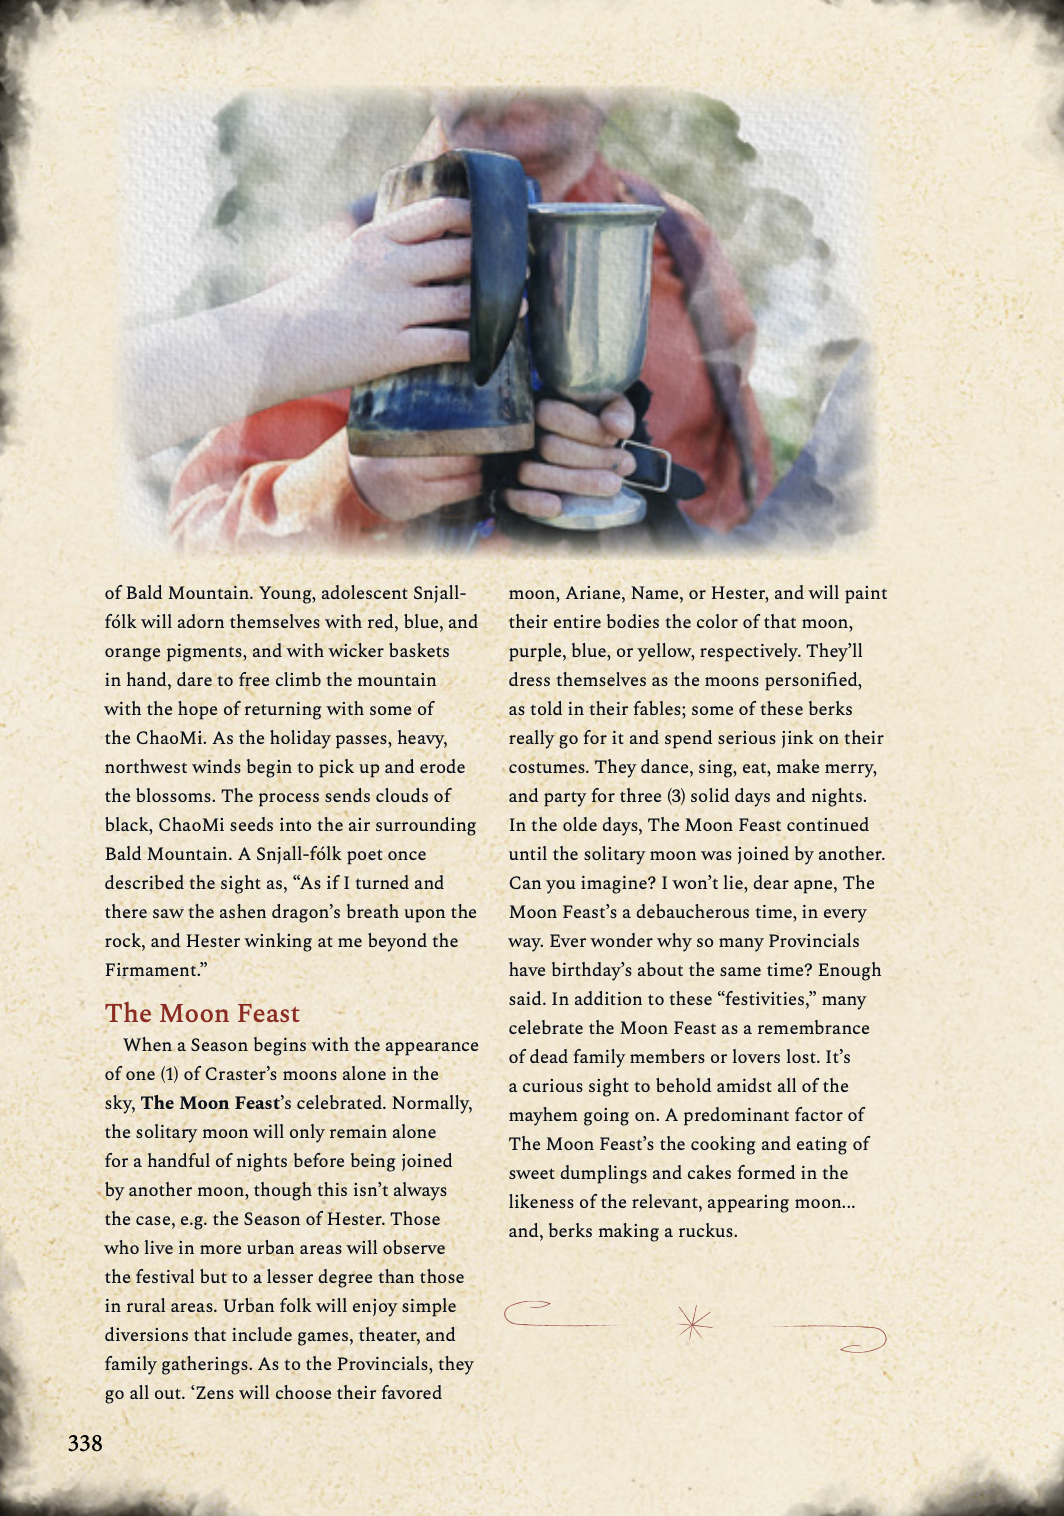 of Bald Mountain. Young, adolescent Snjall-
fólk will adorn themselves with red, blue, and
orange pigments, and with wicker baskets
in hand, dare to free climb the mountain
with the hope of returning with some of
the ChaoMi. As the holiday passes, heavy,
northwest winds begin to pick up and erode
the blossoms. The process sends clouds of
black, ChaoMi seeds into the air surrounding
Bald Mountain. A Snjall-fólk poet once
described the sight as, “As if I turned and
there saw the ashen dragon’s breath upon the
rock, and Hester winking at me beyond the
Firmament.”
The Moon Feast
When a Season begins with the appearance
of one (1) of Craster’s moons alone in the
sky, The Moon Feast’s celebrated. Normally,
the solitary moon will only remain alone
for a handful of nights before being joined
by another moon, though this isn’t always
the case, e.g. the Season of Hester. Those
who live in more urban areas will observe
the festival but to a lesser degree than those
in rural areas. Urban folk will enjoy simple
diversions that include games, theater, and
family gatherings. As to the Provincials, they
go all out. ‘Zens will choose their favored
moon, Ariane, Name, or Hester, and will paint
their entire bodies the color of that moon,
purple, blue, or yellow, respectively. They’ll
dress themselves as the moons personified,
as told in their fables; some of these berks
really go for it and spend serious jink on their
costumes. They dance, sing, eat, make merry,
and party for three (3) solid days and nights.
In the olde days, The Moon Feast continued
until the solitary moon was joined by another.
Can you imagine? I won’t lie, dear apne, The
Moon Feast’s a debaucherous time, in every
way. Ever wonder why so many Provincials
have birthday’s about the same time? Enough
said. In addition to these “festivities,” many
celebrate the Moon Feast as a remembrance
of dead family members or lovers lost. It’s
a curious sight to behold amidst all of the
mayhem going on. A predominant factor of
The Moon Feast’s the cooking and eating of
sweet dumplings and cakes formed in the
likeness of the relevant, appearing moon...
and, berks making a ruckus.
338